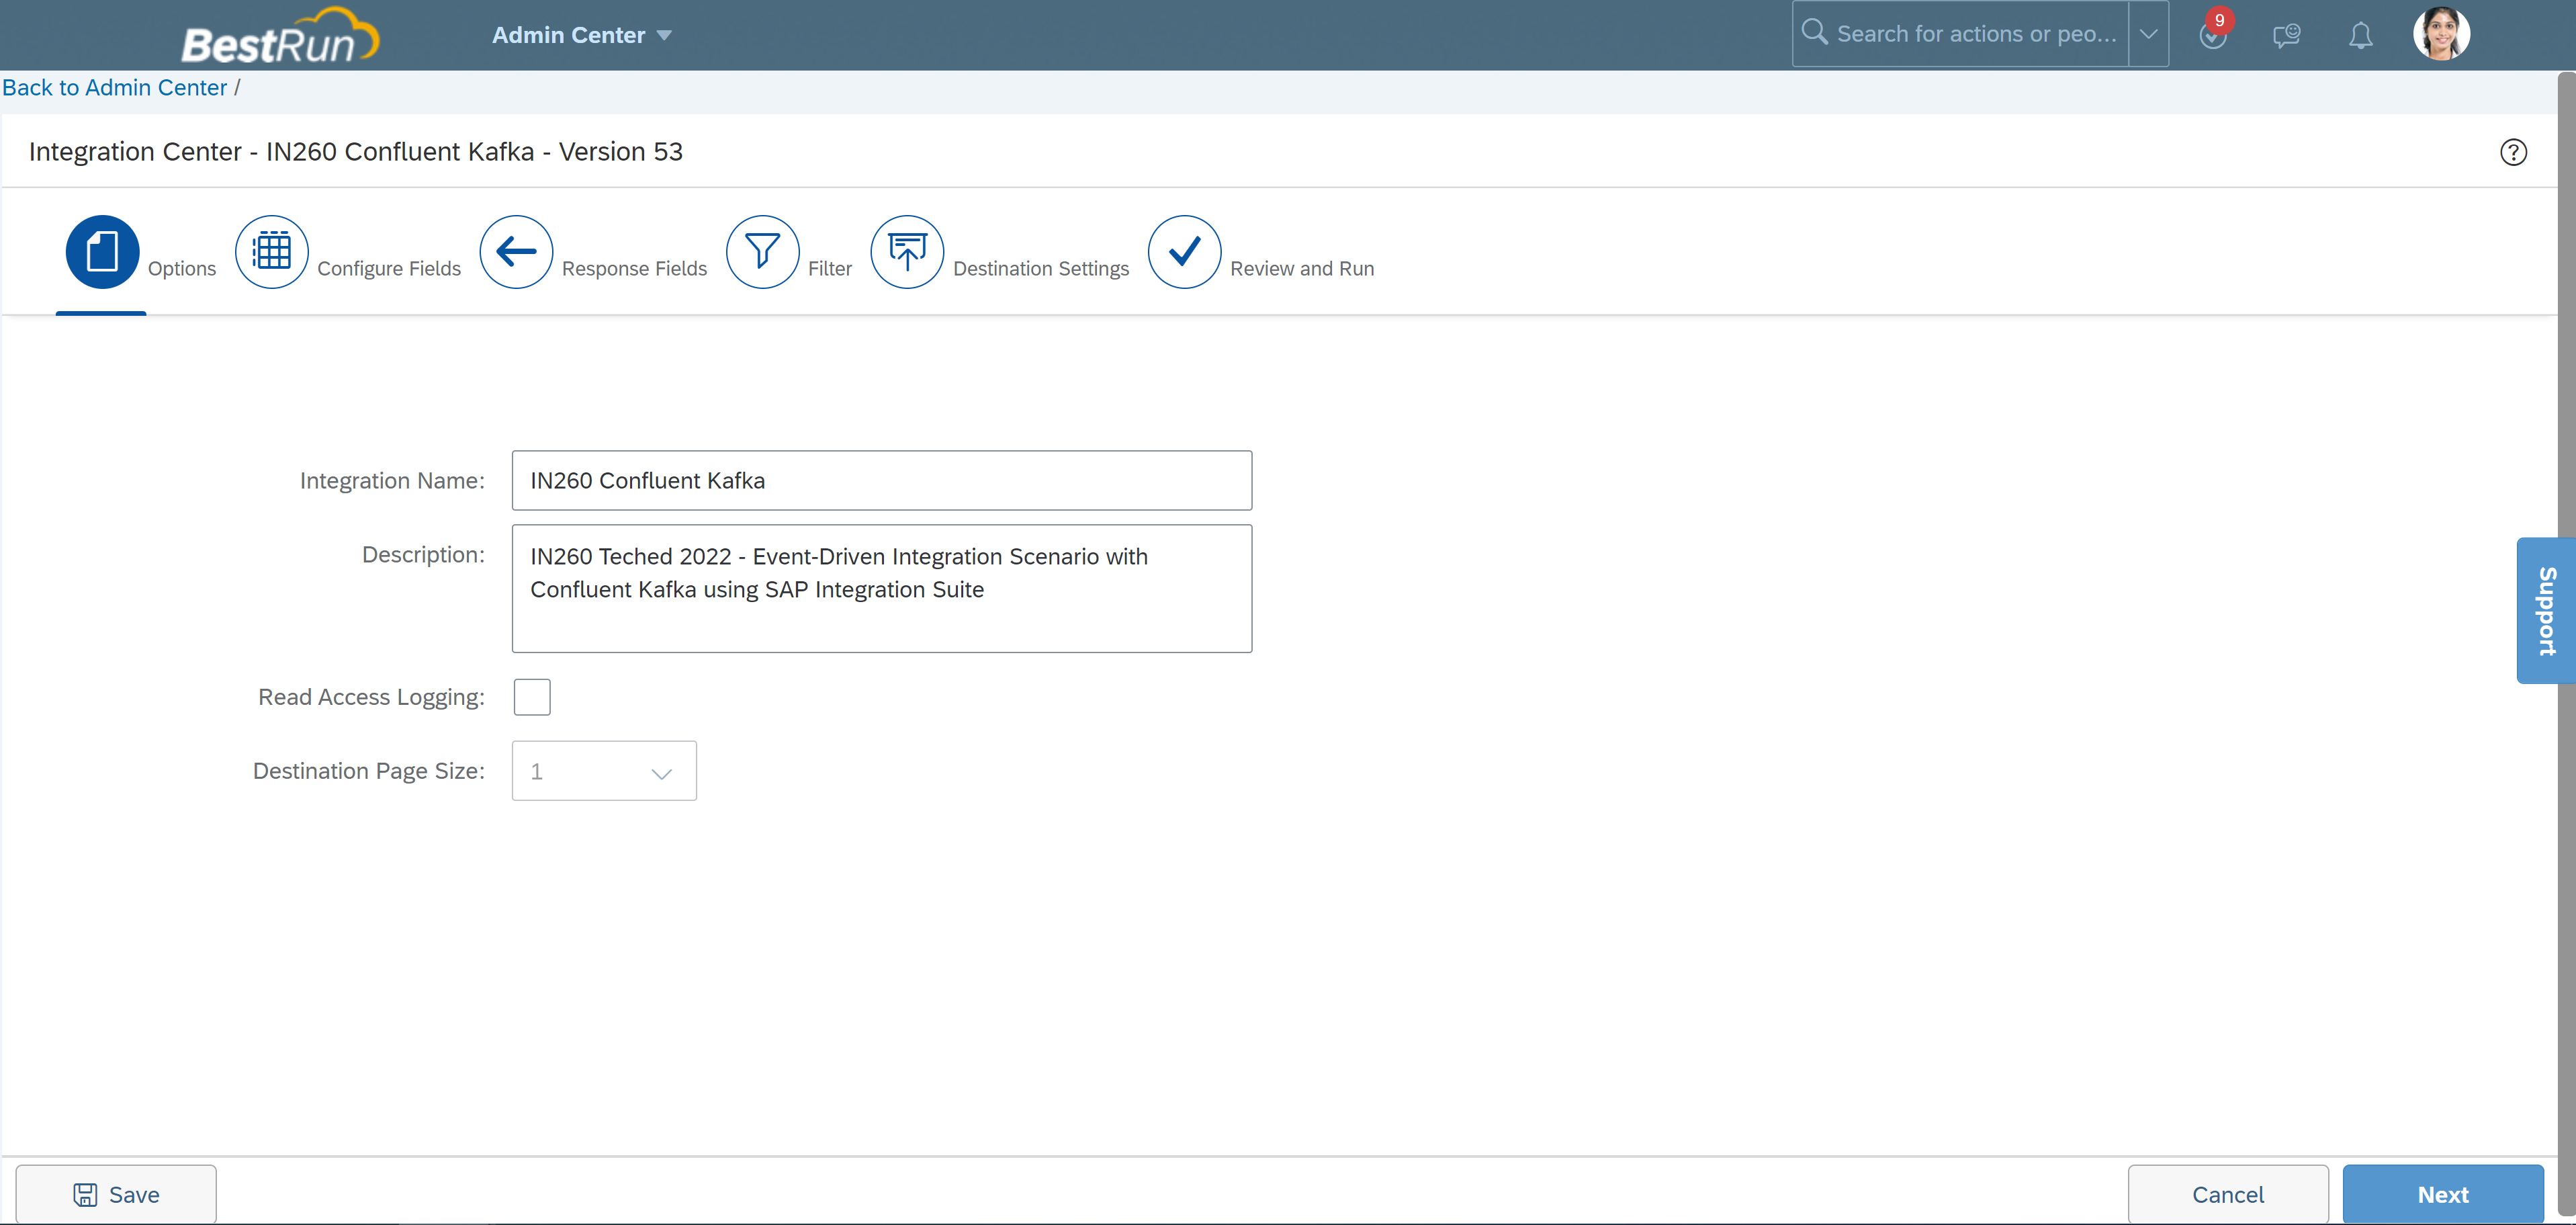 BestRun
Admin Center
Search for actions or peo...
9
Back to Admin Center /
Integration Center - IN260 Confluent Kafka - Version 53
Options
Configure Fields
Response Fields
Filter
Destination Settings
Review and Run
Integration Name:
IN260 Confluent Kafka
Description:
IN260 Teched 2022 - Event-Driven Integration Scenario with
Confluent Kafka using SAP Integration Suite
Read Access Logging:
Destination Page Size:
1
Support
Save
Cancel
Next